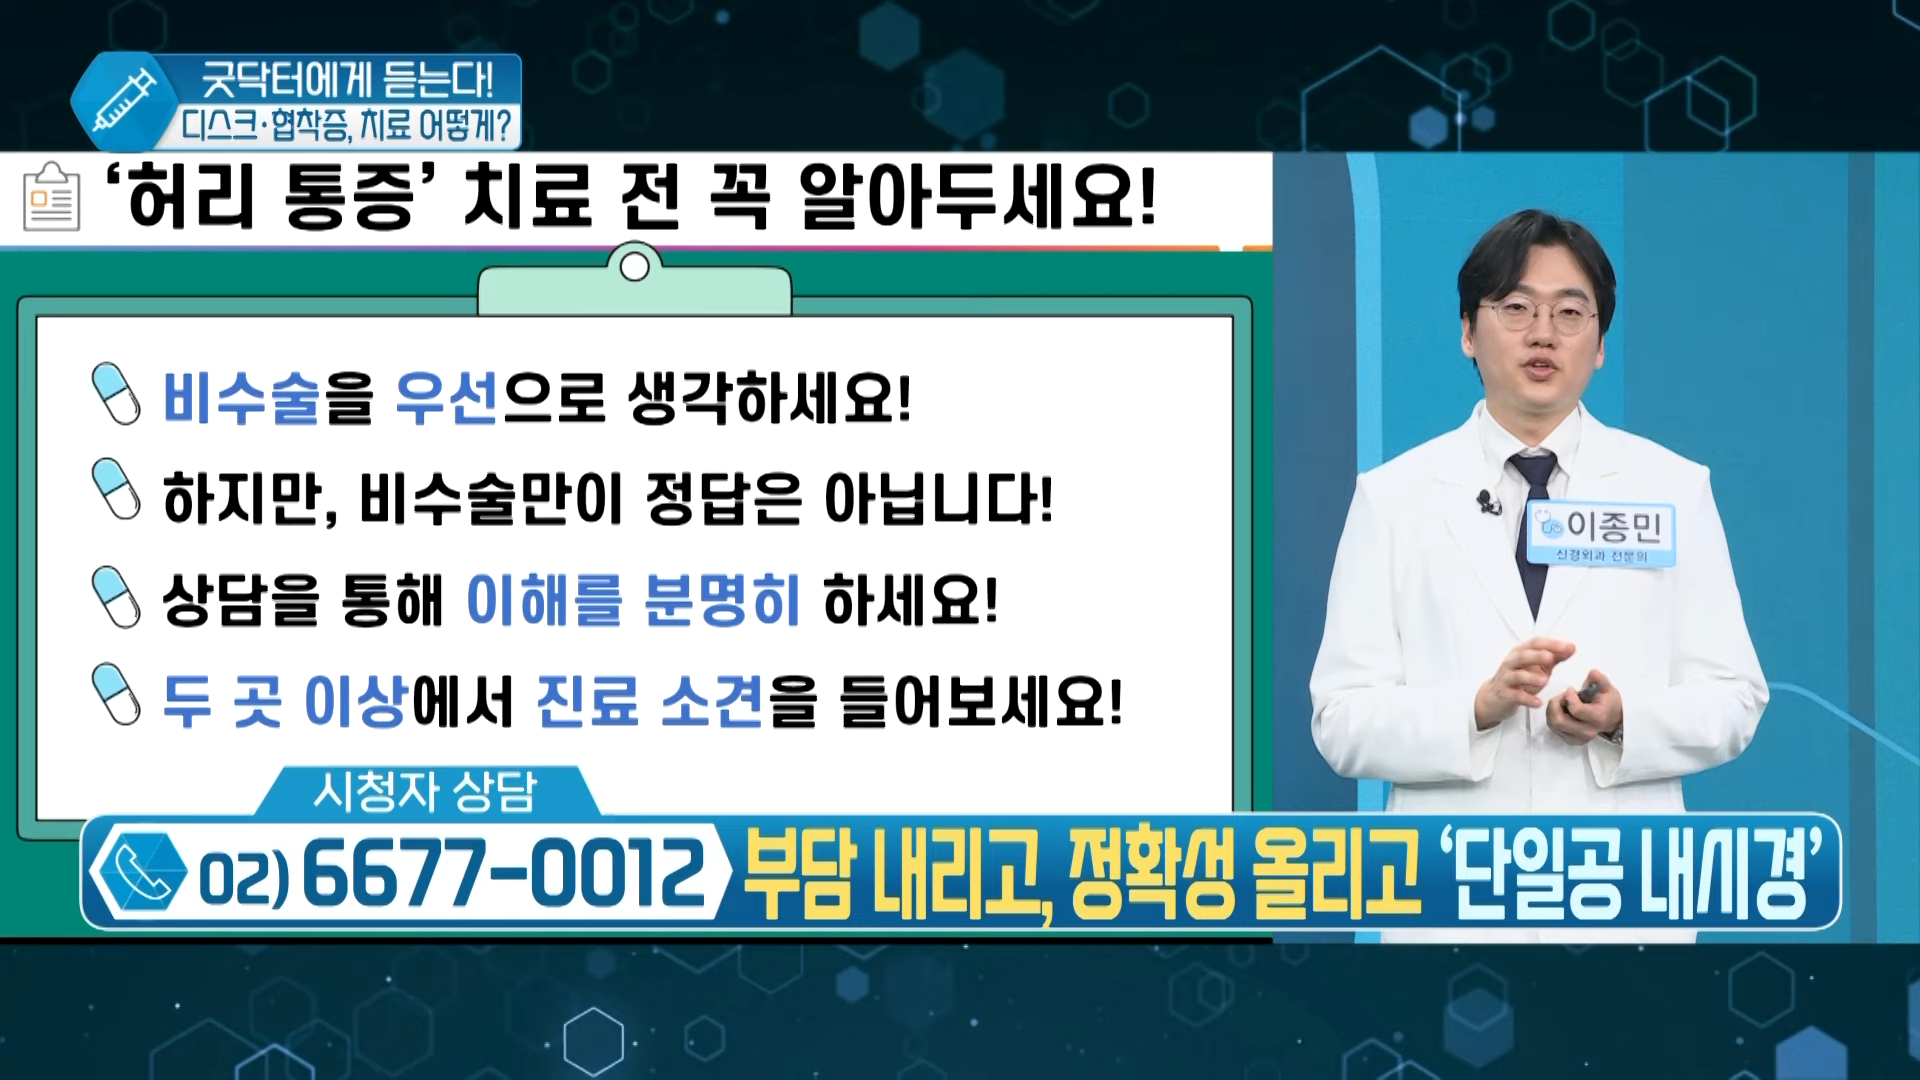 굿닥터에게 듣는다!
디스크·협착증, 치료 어떻게?
‘허리 통증’ 치료 전 꼭 알아두세요!
비수술을 우선으로 생각하세요!
하지만, 비수술만이 정답은 아닙니다!
상담을 통해 이해를 분명히 하세요!
두 곳 이상에서 진료 소견을 들어보세요!
이종민
신경외과 전문의
시청자 상담
02) 6677-0012
부담 내리고, 정확성 올리고 ‘단일공 내시경’